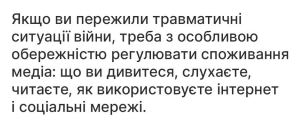 Якщо ви пережили травматичні
ситуації війни, треба з особливою
обережністю регулювати споживання
медіа: що ви дивитеся, слухаєте,
читаєте, як використовуєте інтернет
і соціальні мережі.